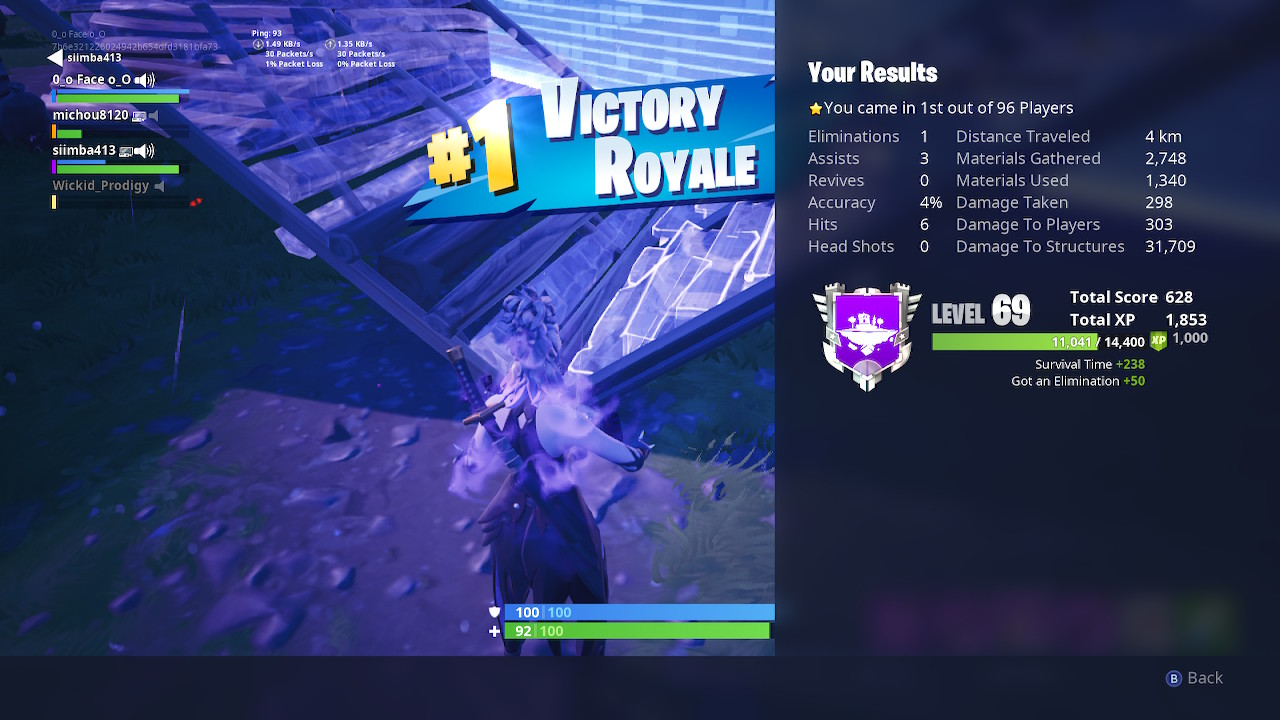 0_o Face o_O
7b6e321226024942b654dfd3181bfa73
siimba413
Ping: 93
1.49 KB/s 1.35 KB/s
30 Packets/s 30 Packets/s
1% Packet Loss 0% Packet Loss
0_o Face o_O
michou8120
siimba413
Wickid_Prodigy
#1 VICTORY
ROYALE
100 | 100
92 | 100
Your Results
You came in 1st out of 96 Players
Eliminations 1 Distance Traveled 4 km
Assists 3 Materials Gathered 2,748
Revives 0 Materials Used 1,340
Accuracy 4% Damage Taken 298
Hits 6 Damage To Players 303
Head Shots 0 Damage To Structures 31,709
LEVEL 69
Total Score 628
Total XP 1,853
11,041 / 14,400 XP 1,000
Survival Time +238
Got an Elimination +50
B Back